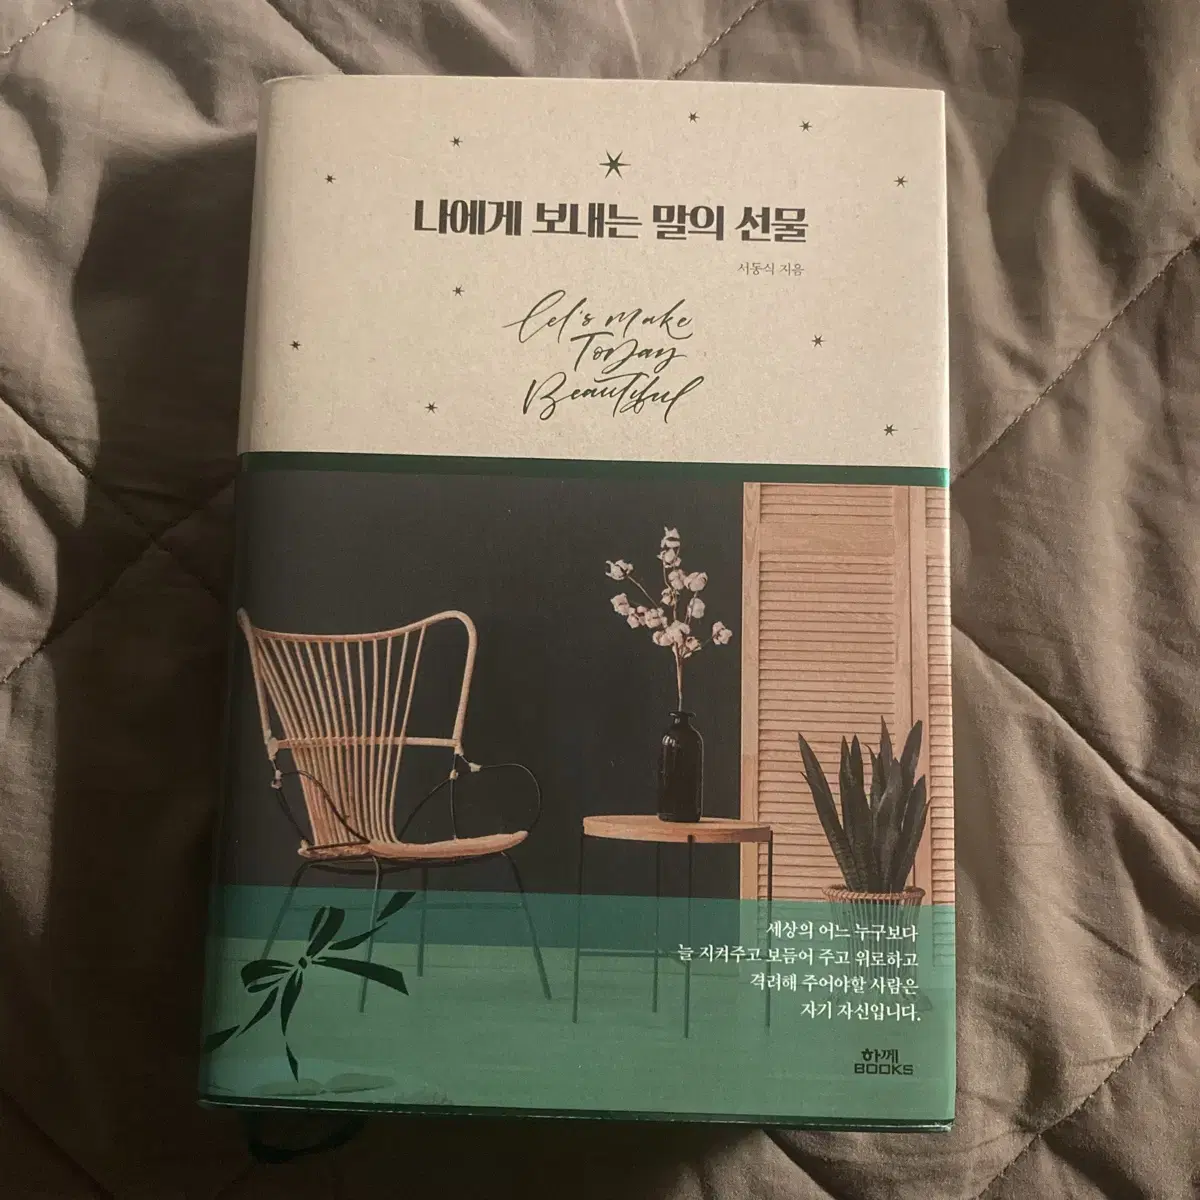 나에게 보내는 말의 선물
서동식 지음
Let's Make
Today
Beautiful
세상의 어느 누구보다
늘 지켜주고 보듬어 주고 위로하고
격려해 주어야할 사람은
자기 자신입니다.
함께
BOOKS